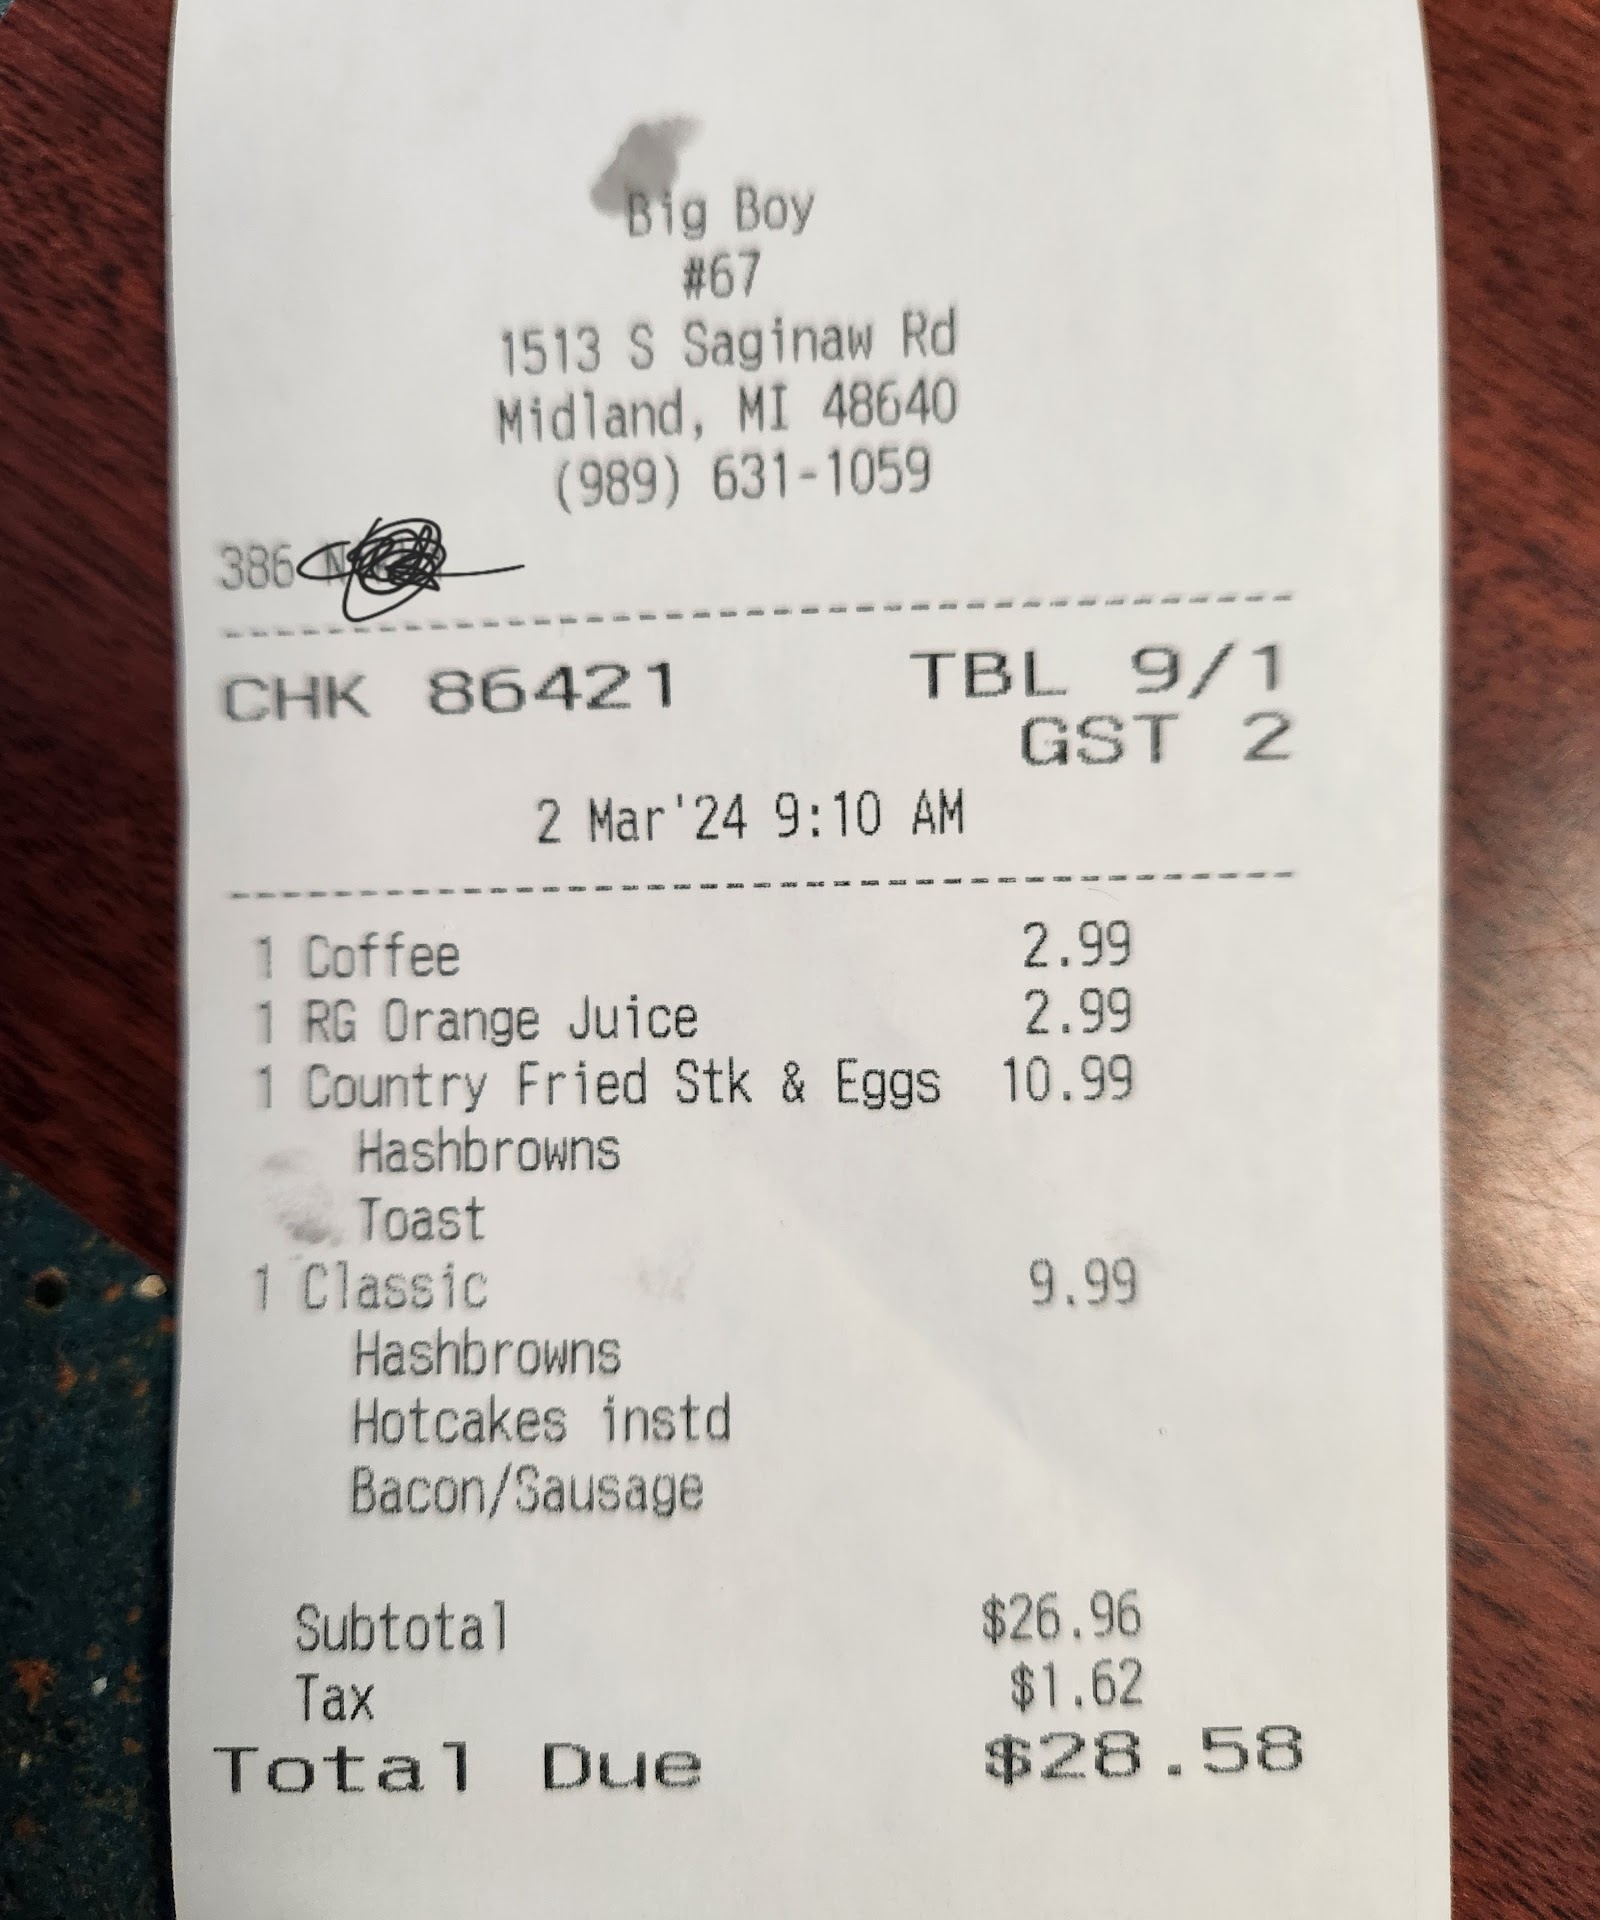 Big Boy
#67
1513 S Saginaw Rd
Midland, MI 48640
(989) 631-1059
386
CHK 86421 TBL 9/1
GST 2
2 Mar'24 9:10 AM
1 Coffee 2.99
1 RG Orange Juice 2.99
1 Country Fried Stk & Eggs 10.99
Hashbrowns
Toast
1 Classic 9.99
Hashbrowns
Hotcakes instd
Bacon/Sausage
Subtotal $26.96
Tax $1.62
Total Due $28.58